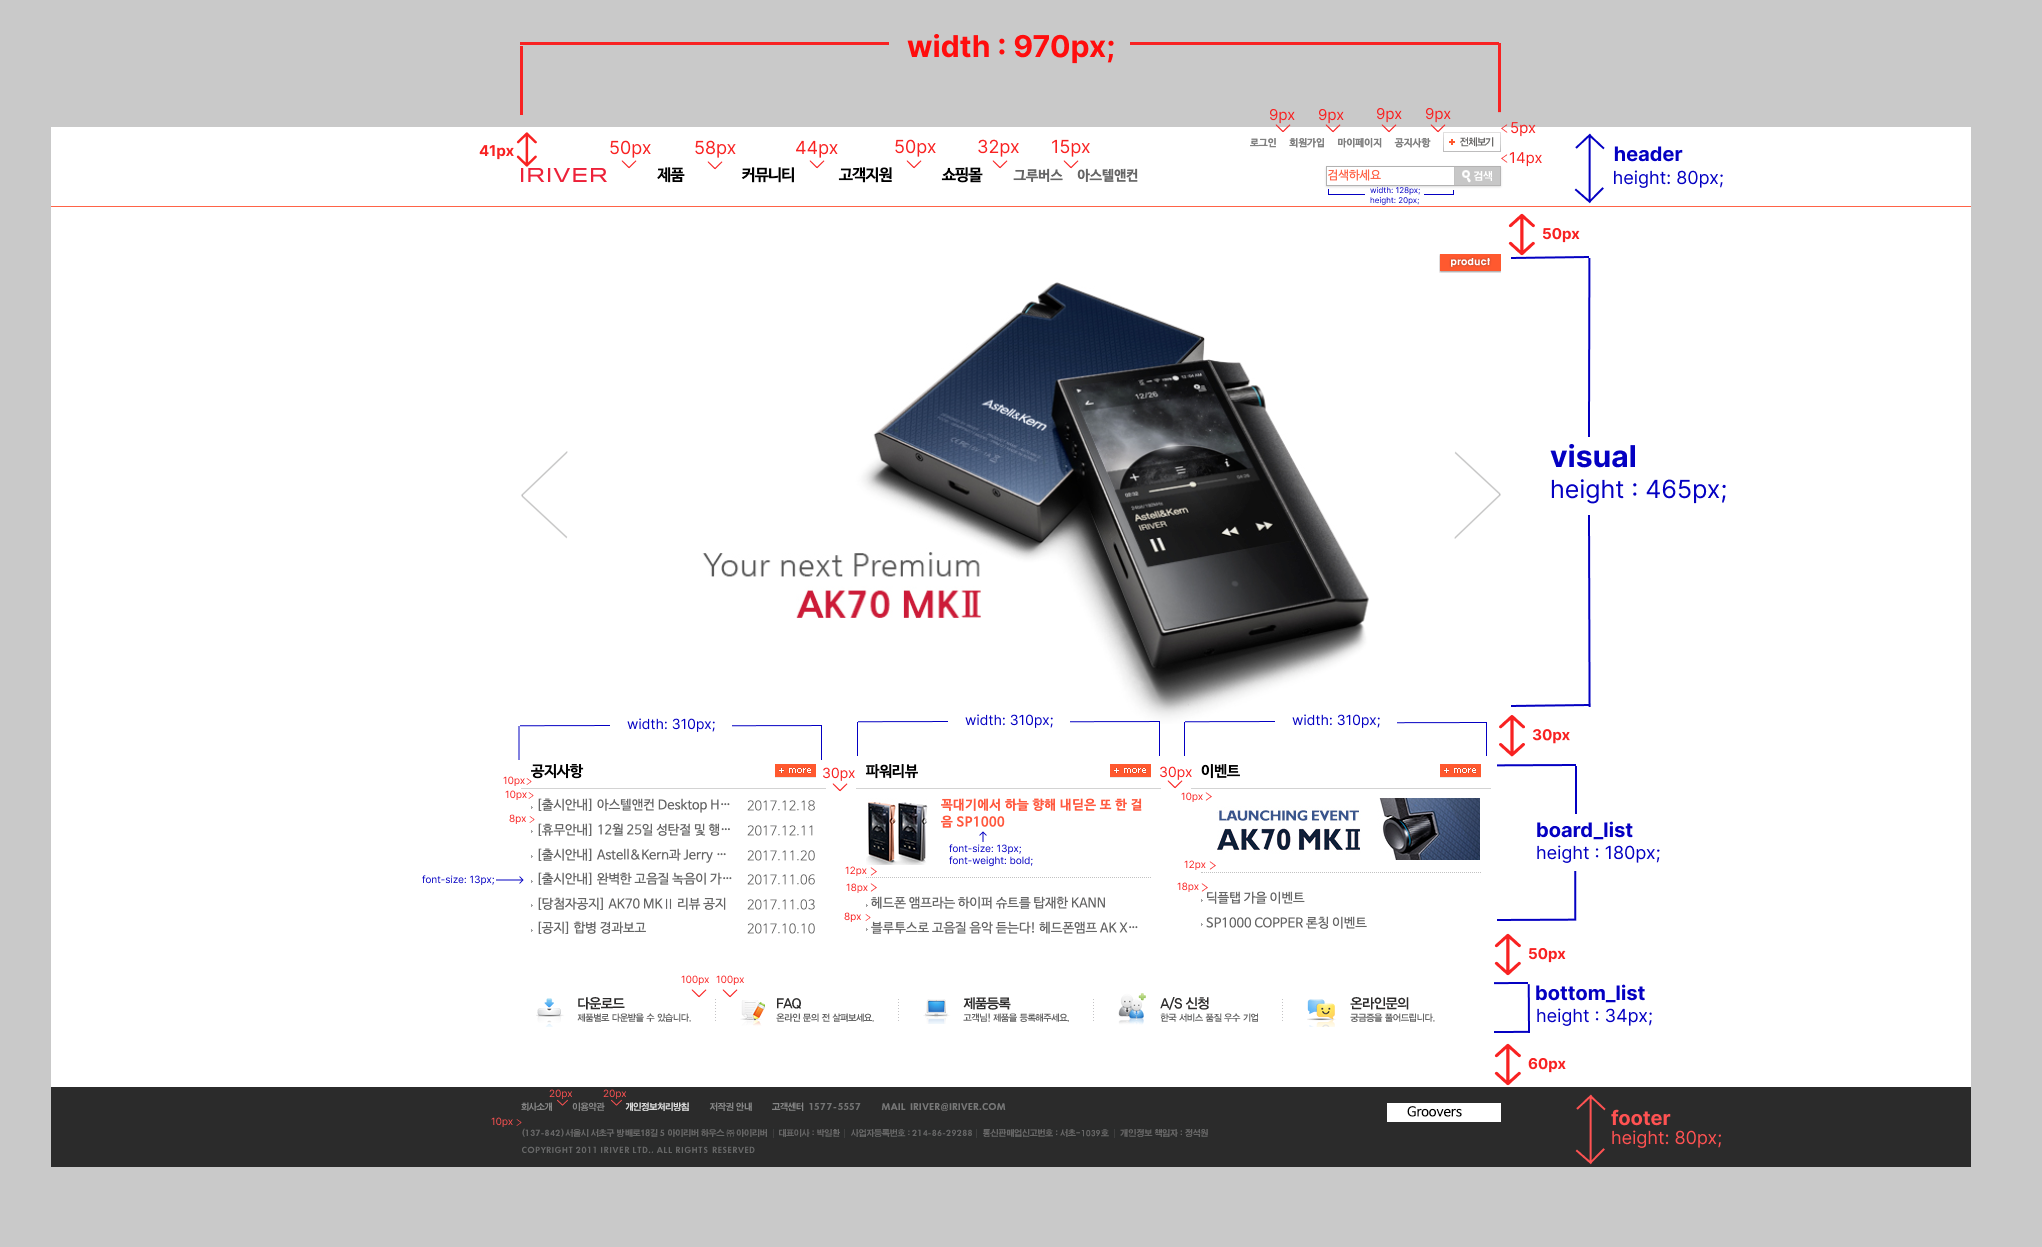 width : 970px;
9px 9px 9px 9px
5px
로그인 회원가입 마이페이지 공지사항 + 전체보기
41px 50px 58px 44px 50px 32px 15px
14px
IRIVER 제품 커뮤니티 고객지원 쇼핑몰 그루버스 아스텔앤컨
검색하세요 검색
width: 128px;
height: 20px;
header
height: 80px;
50px
product
Astell&Kern
12/26
Astell&Kern
IRIVER
visual
height : 465px;
Your next Premium
AK70 MKⅡ
width: 310px; width: 310px; width: 310px;
30px
공지사항 + more
30px
파워리뷰 + more
30px
이벤트 + more
10px
10px
8px
[출시안내] 아스텔앤컨 Desktop H··· 2017.12.18
[휴무안내] 12월 25일 성탄절 및 행··· 2017.12.11
[출시안내] Astell&Kern과 Jerry ··· 2017.11.20
font-size: 13px;
[출시안내] 완벽한 고음질 녹음이 가··· 2017.11.06
[당첨자공지] AK70 MKⅡ 리뷰 공지 2017.11.03
[공지] 합병 경과보고 2017.10.10
꼭대기에서 하늘 향해 내딛은 또 한 걸
음 SP1000
font-size: 13px;
font-weight: bold;
12px
18px
헤드폰 앰프라는 하이퍼 슈트를 탑재한 KANN
8px
블루투스로 고음질 음악 듣는다! 헤드폰앰프 AK X···
10px
LAUNCHING EVENT
AK70 MKⅡ
12px
18px
딕플탭 가을 이벤트
SP1000 COPPER 론칭 이벤트
board_list
height : 180px;
50px
100px 100px
다운로드
제품별로 다운받을 수 있습니다.
FAQ
온라인 문의 전 살펴보세요.
제품등록
고객님! 제품을 등록해주세요.
A/S 신청
한국 서비스 품질 우수 기업
온라인문의
궁금증을 풀어드립니다.
bottom_list
height : 34px;
60px
20px 20px
회사소개 이용약관 개인정보처리방침 저작권 안내 고객센터 1577-5557 MAIL IRIVER@IRIVER.COM
10px
(137-842) 서울시 서초구 방배로18길 5 아이리버 하우스 ㈜ 아이리버 | 대표이사 : 박일환 | 사업자등록번호 : 214-86-29288 | 통신판매업신고번호 : 서초-1039호 | 개인정보 책임자 : 정석원
COPYRIGHT 2011 IRIVER LTD.. ALL RIGHTS RESERVED
Groovers
footer
height: 80px;